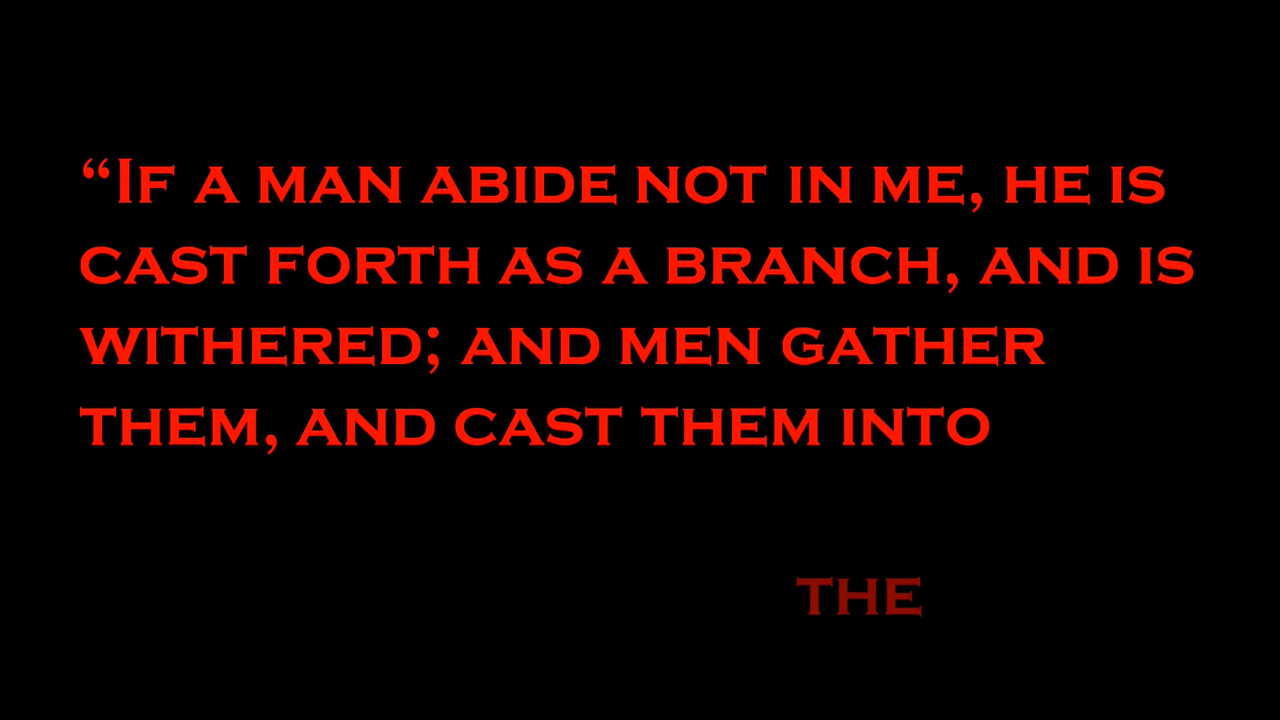 “If a man abide not in me, he is
cast forth as a branch, and is
withered; and men gather
them, and cast them into
the